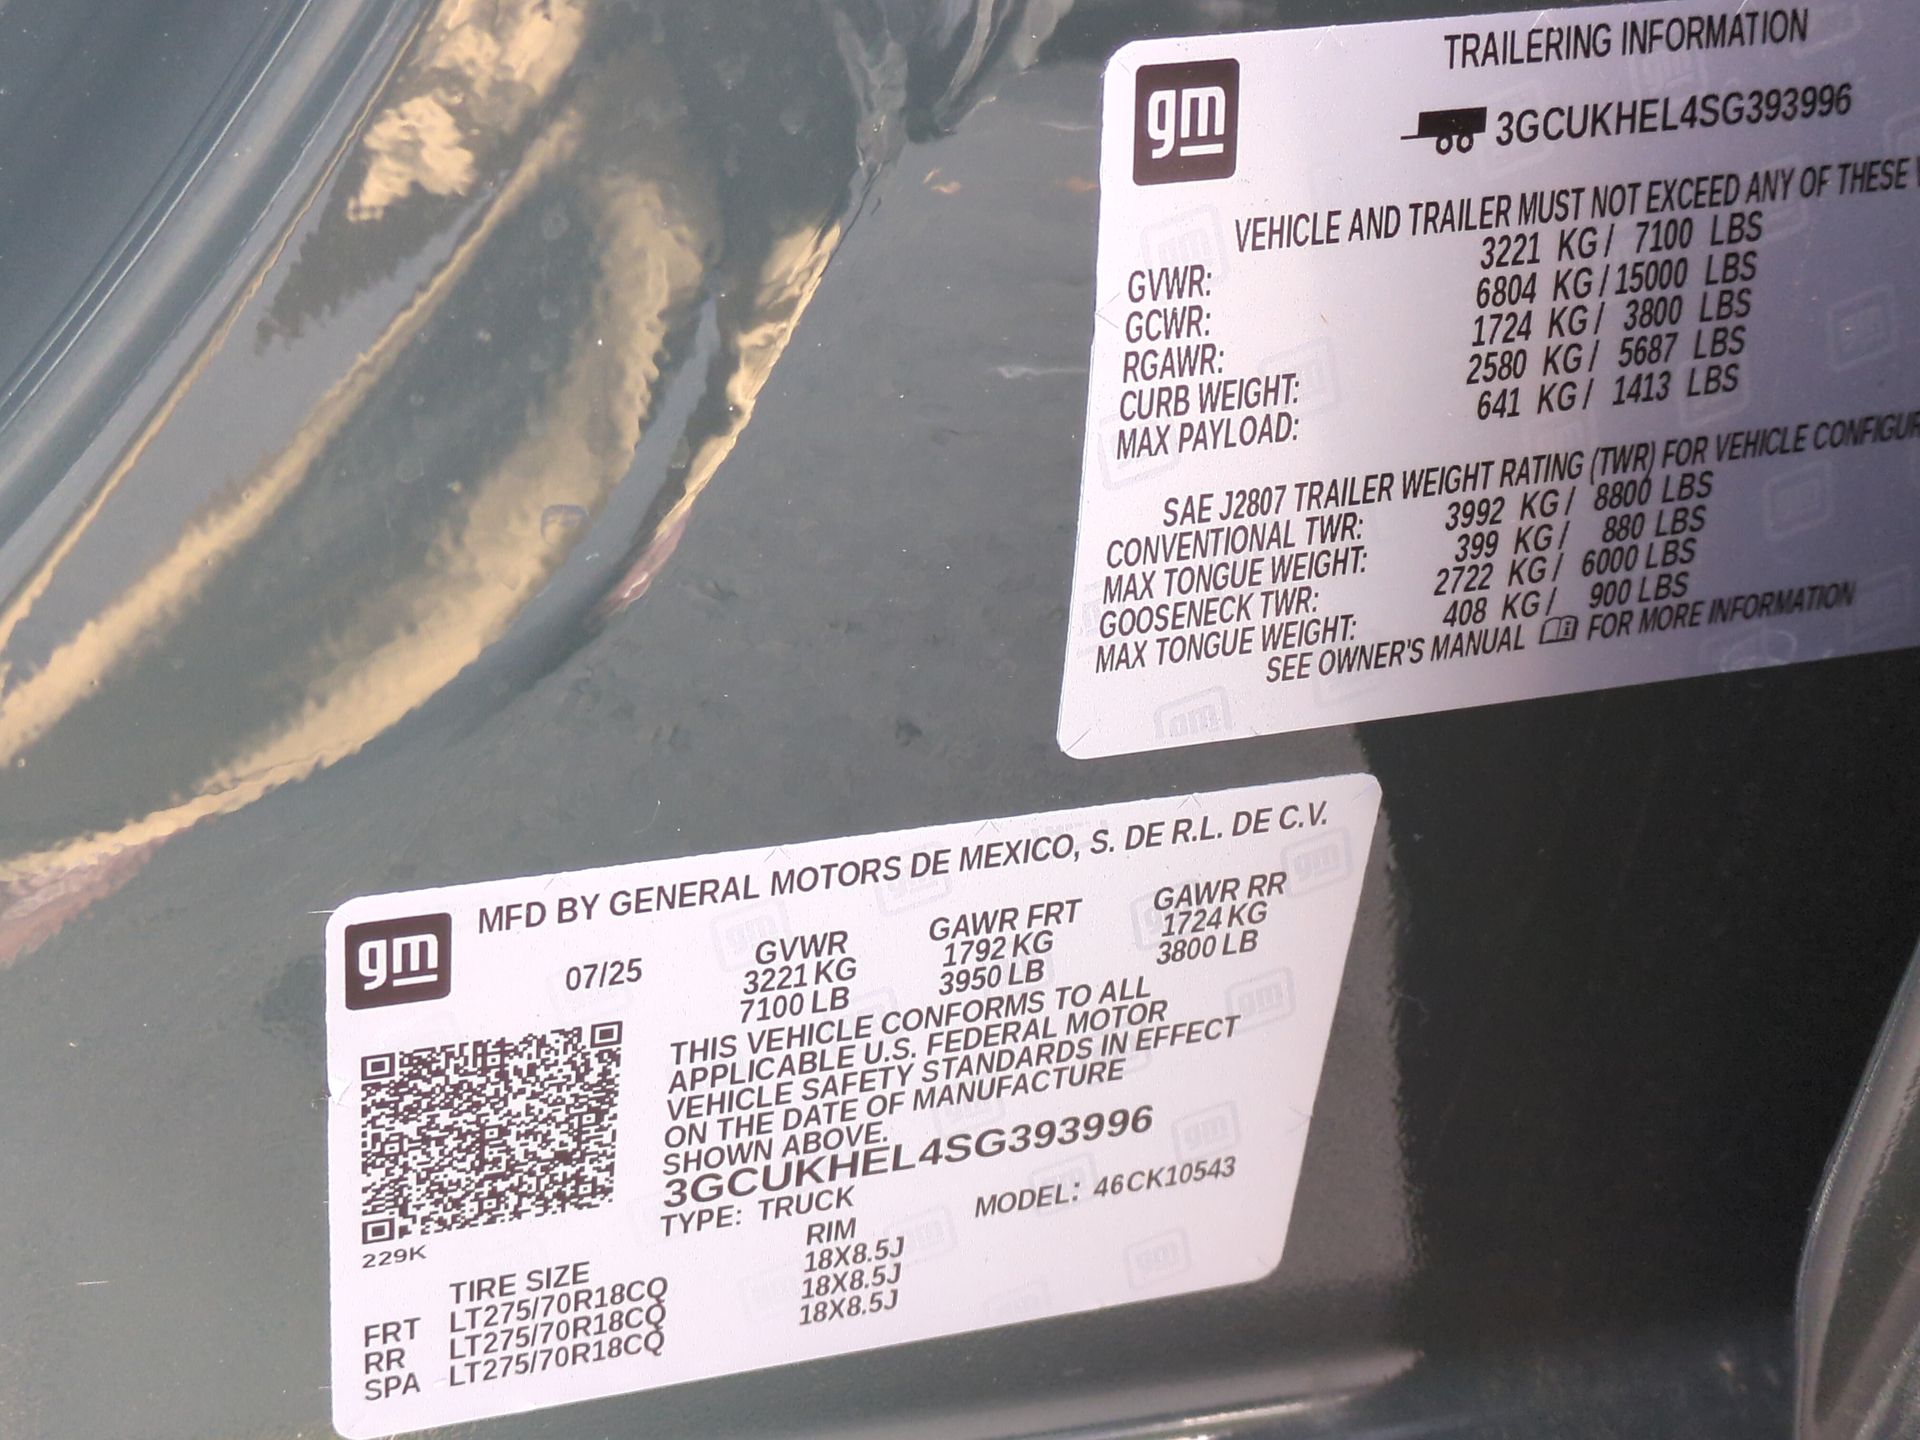 gm
TRAILERING INFORMATION
3GCUKHEL4SG393996
VEHICLE AND TRAILER MUST NOT EXCEED ANY OF THESE
GVWR: 3221 KG / 7100 LBS
GCWR: 6804 KG / 15000 LBS
RGAWR: 1724 KG / 3800 LBS
CURB WEIGHT: 2580 KG / 5687 LBS
MAX PAYLOAD: 641 KG / 1413 LBS
SAE J2807 TRAILER WEIGHT RATING (TWR) FOR VEHICLE
CONVENTIONAL TWR: 3992 KG / 8800 LBS
MAX TONGUE WEIGHT: 399 KG / 880 LBS
GOOSENECK TWR: 2722 KG / 6000 LBS
MAX TONGUE WEIGHT: 408 KG / 900 LBS
SEE OWNER'S MANUAL FOR MORE INFORMATION
gm
MFD BY GENERAL MOTORS DE MEXICO, S. DE R.L. DE C.V.
07/25 GVWR GAWR FRT GAWR RR
3221 KG 1792 KG 1724 KG
7100 LB 3950 LB 3800 LB
THIS VEHICLE CONFORMS TO ALL
APPLICABLE U.S. FEDERAL MOTOR
VEHICLE SAFETY STANDARDS IN EFFECT
ON THE DATE OF MANUFACTURE
SHOWN ABOVE.
3GCUKHEL4SG393996
TYPE: TRUCK MODEL: 46CK10543
229K
TIRE SIZE RIM
FRT LT275/70R18CQ 18X8.5J
RR LT275/70R18CQ 18X8.5J
SPA LT275/70R18CQ 18X8.5J